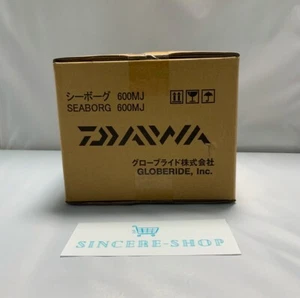 シーボーグ 600MJ
SEABORG 600MJ
DAIWA
グローブライド株式会社
GLOBERIDE, Inc.
SINCERE-SHOP